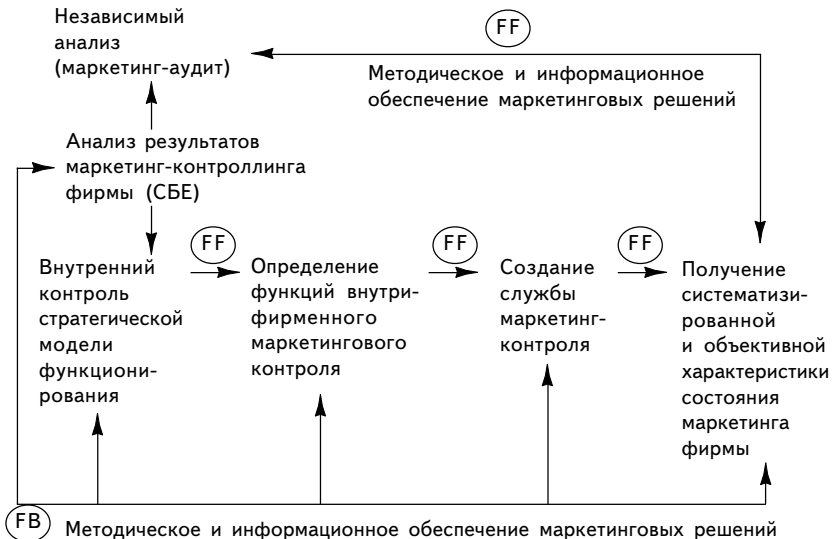 Независимый
анализ
(маркетинг-аудит)
FF
Методическое и информационное
обеспечение маркетинговых решений
Анализ результатов
маркетинг-контроллинга
фирмы (СБЕ)
FF
FF
FF
Внутренний
контроль
стратегической
модели
функциони-
рования
Определение
функций внутри-
фирменного
маркетингового
контроля
Создание
службы
маркетинг-
контроля
Получение
систематизи-
рованной
и объективной
характеристики
состояния
маркетинга
фирмы
FB
Методическое и информационное обеспечение маркетинговых решений